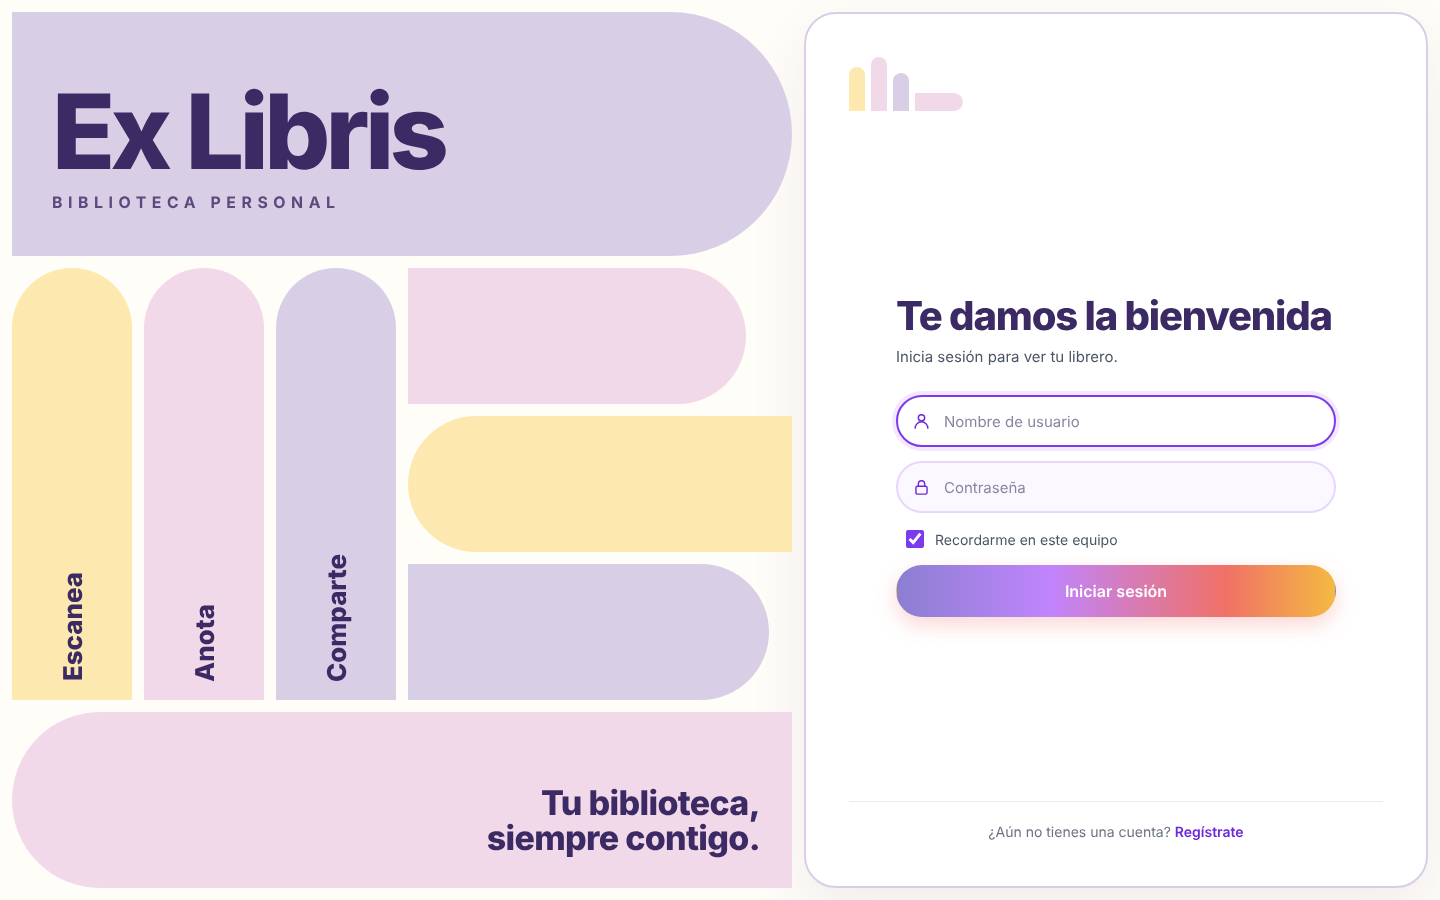 Ex Libris
BIBLIOTECA PERSONAL
Escanea
Anota
Comparte
Tu biblioteca,
siempre contigo.
Te damos la bienvenida
Inicia sesión para ver tu librero.
Nombre de usuario
Contraseña
Recordarme en este equipo
Iniciar sesión
¿Aún no tienes una cuenta? Regístrate